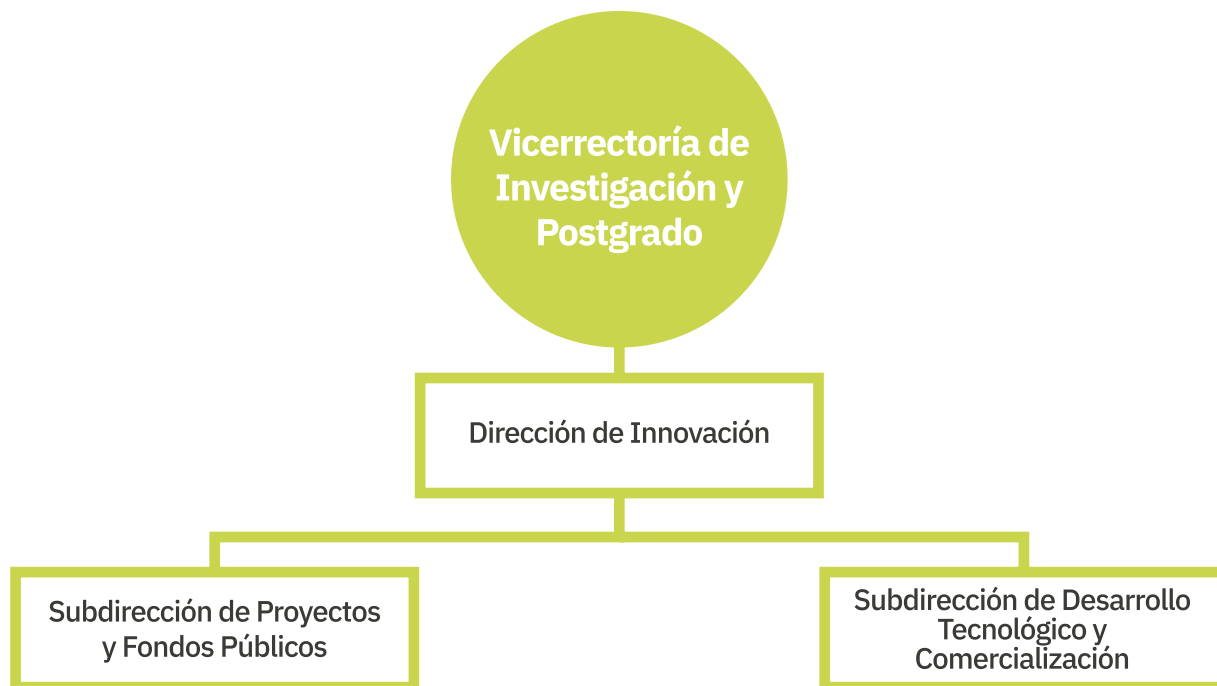 Vicerrectoría de
Investigación y
Postgrado
Dirección de Innovación
Subdirección de Proyectos
y Fondos Públicos
Subdirección de Desarrollo
Tecnológico y
Comercialización